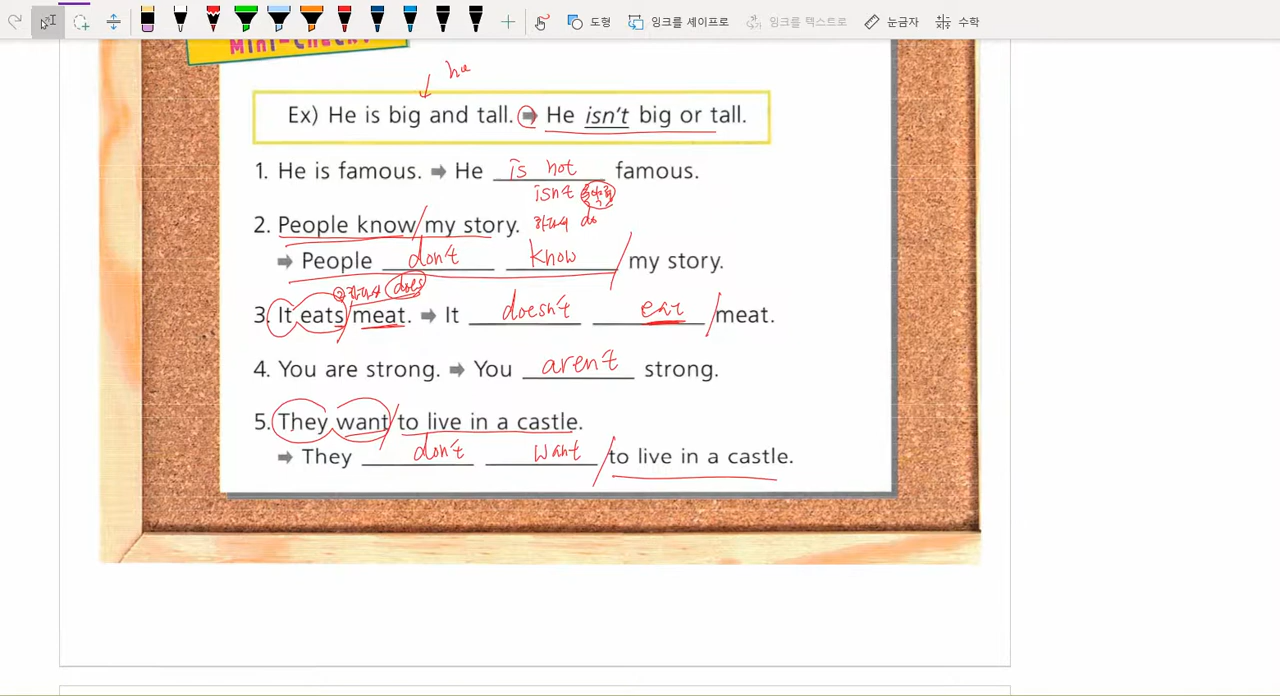 도형 잉크를 셰이프로 잉크를 텍스트로 눈금자 수학
Mini-Check
Ex) He is big and tall. ➡ He isn't big or tall.
1. He is famous. ➡ He is not famous.
isn't
2. People know / my story.
➡ People don't know / my story.
does
3. It eats / meat. ➡ It doesn't eat / meat.
4. You are strong. ➡ You aren't strong.
5. They want / to live in a castle.
➡ They don't want / to live in a castle.